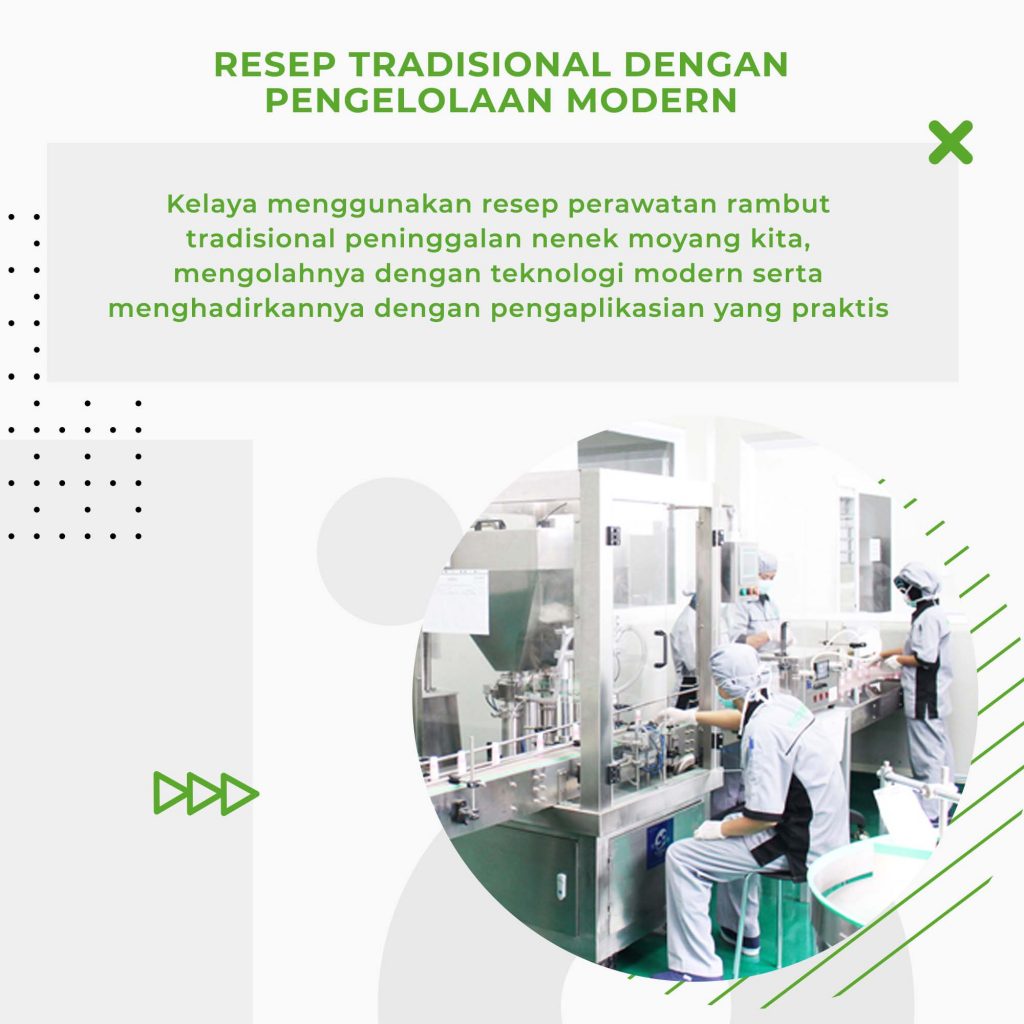 RESEP TRADISIONAL DENGAN
PENGELOLAAN MODERN
Kelaya menggunakan resep perawatan rambut
tradisional peninggalan nenek moyang kita,
mengolahnya dengan teknologi modern serta
menghadirkannya dengan pengaplikasian yang praktis